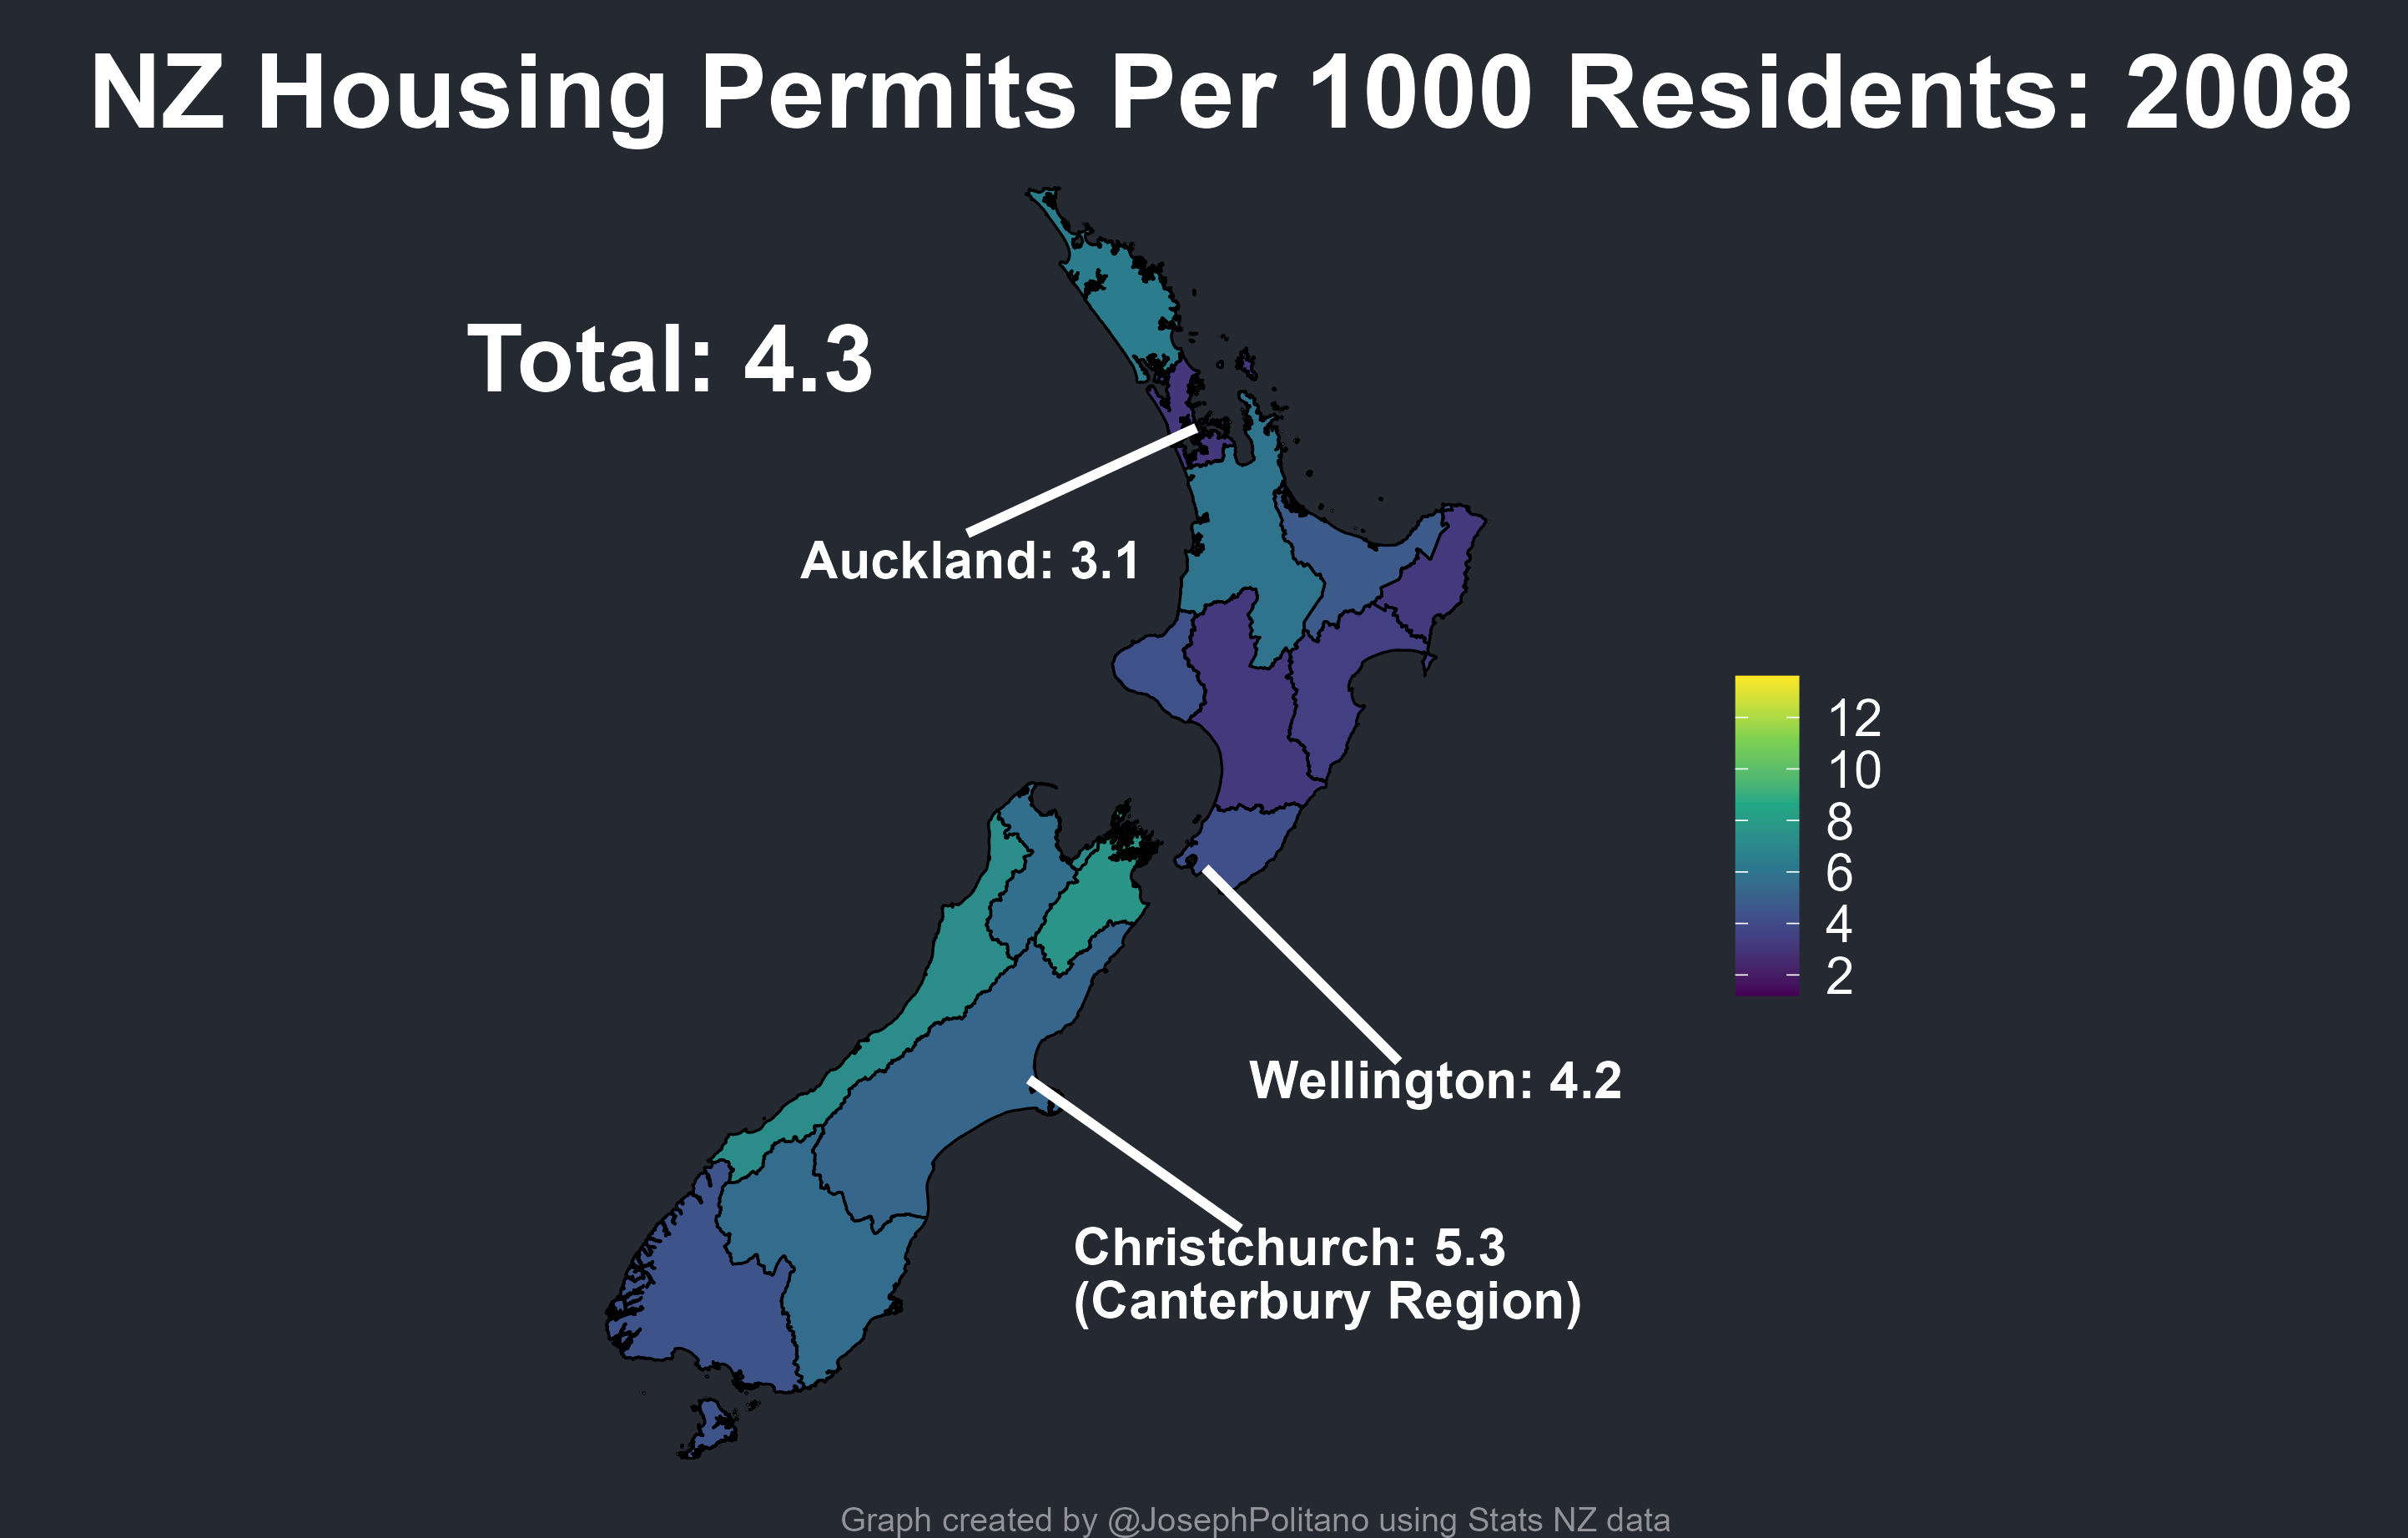 NZ Housing Permits Per 1000 Residents: 2008
Total: 4.3
Auckland: 3.1
12
10
8
6
4
2
Wellington: 4.2
Christchurch: 5.3
(Canterbury Region)
Graph created by @JosephPolitano using Stats NZ data